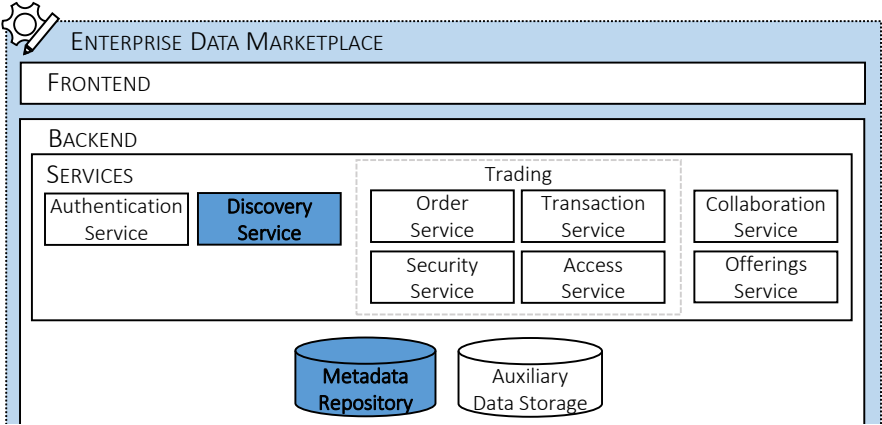 ENTERPRISE DATA MARKETPLACE
FRONTEND
BACKEND
SERVICES
Authentication
Service
Discovery
Service
Trading
Order
Service
Transaction
Service
Security
Service
Access
Service
Collaboration
Service
Offerings
Service
Metadata
Repository
Auxiliary
Data Storage